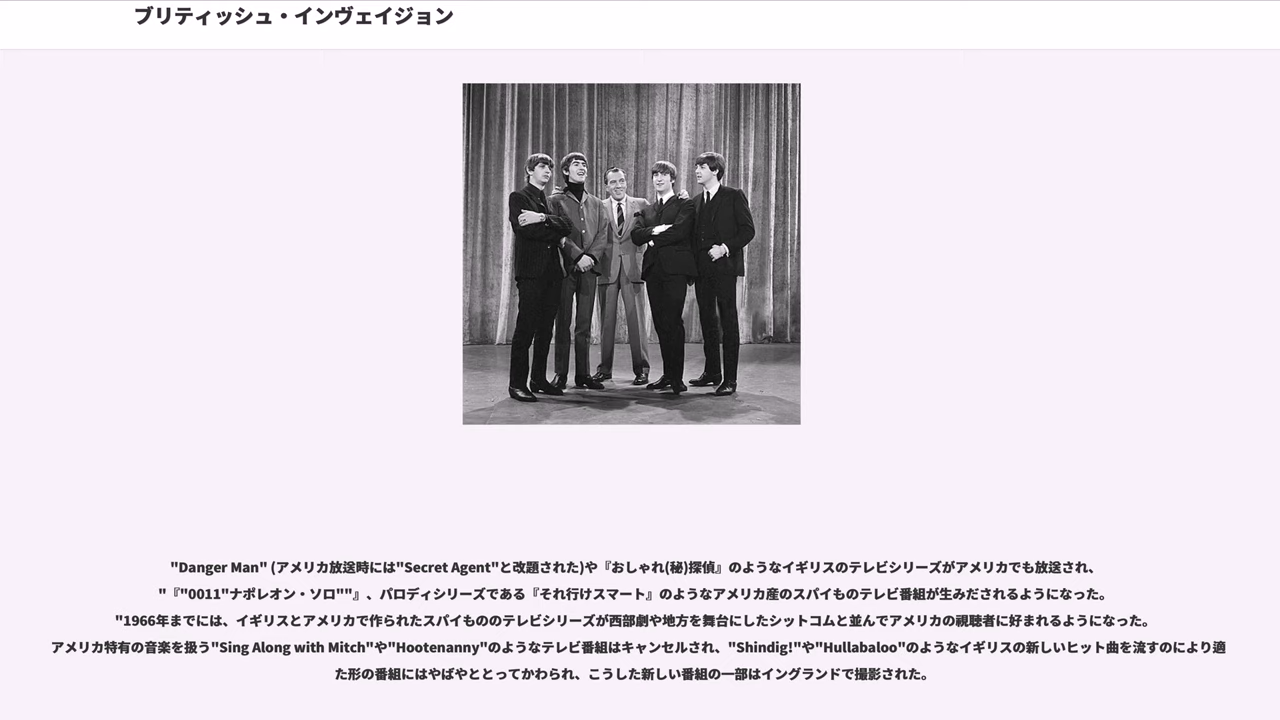 ブリティッシュ・インヴェイジョン
"Danger Man" (アメリカ放送時には"Secret Agent"と改題された)や『おしゃれ(秘)探偵』のようなイギリスのテレビシリーズがアメリカでも放送され、
"『"0011"ナポレオン・ソロ""』、パロディシリーズである『それ行けスマート』のようなアメリカ産のスパイものテレビ番組が生みだされるようになった。
"1966年までには、イギリスとアメリカで作られたスパイもののテレビシリーズが西部劇や地方を舞台にしたシットコムと並んでアメリカの視聴者に好まれるようになった。
アメリカ特有の音楽を扱う"Sing Along with Mitch"や"Hootenanny"のようなテレビ番組はキャンセルされ、"Shindig!"や"Hullabaloo"のようなイギリスの新しいヒット曲を流すのにより適
た形の番組にはやばやととってかわられ、こうした新しい番組の一部はイングランドで撮影された。